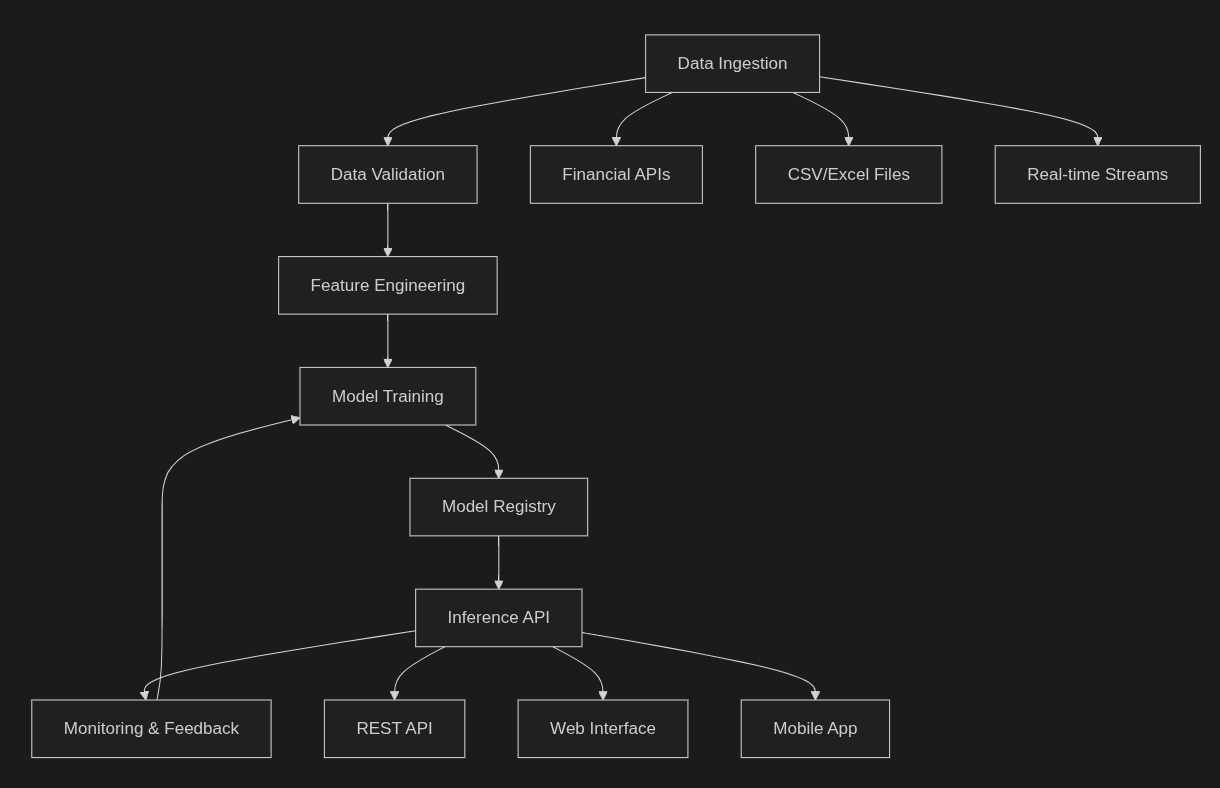 Data Ingestion
Data Validation
Financial APIs
CSV/Excel Files
Real-time Streams
Feature Engineering
Model Training
Model Registry
Inference API
Monitoring & Feedback
REST API
Web Interface
Mobile App